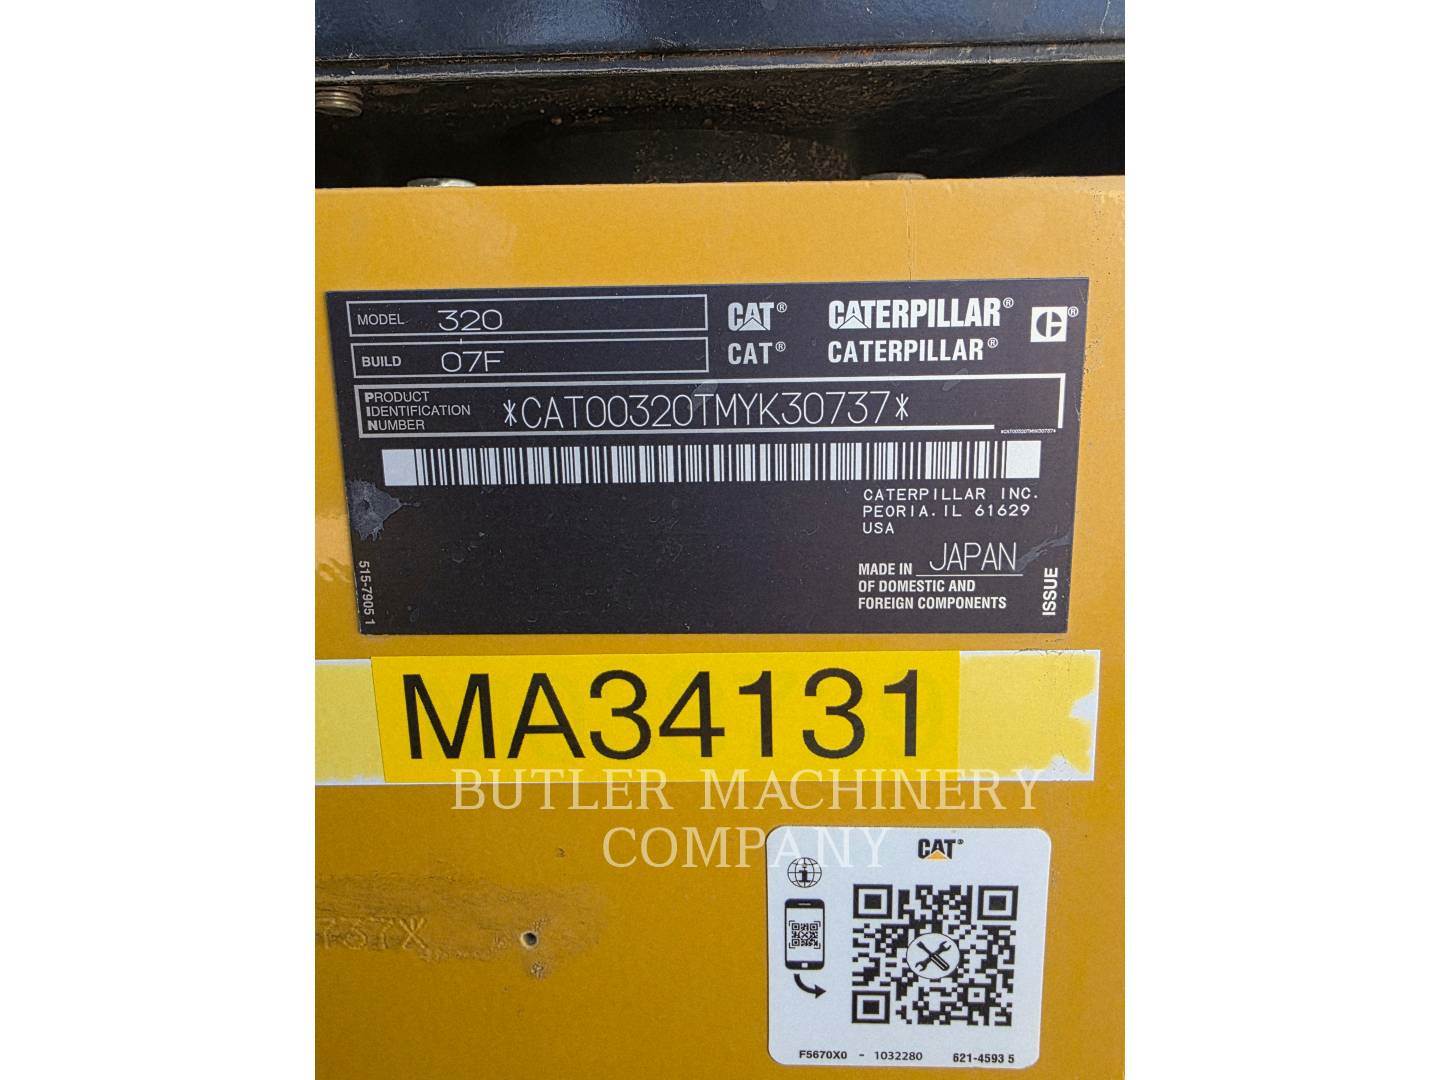 MODEL 320
BUILD 07F
CAT® CATERPILLAR®
CAT® CATERPILLAR®
PRODUCT
IDENTIFICATION
NUMBER
*CAT00320TMYK30737*
*CAT00320TMYK30737*
CATERPILLAR INC.
PEORIA. IL 61629
USA
MADE IN JAPAN
OF DOMESTIC AND
FOREIGN COMPONENTS
ISSUE
515-7905 1
MA34131
BUTLER MACHINERY
COMPANY
CAT®
F5670X0 - 1032280 621-4593 5